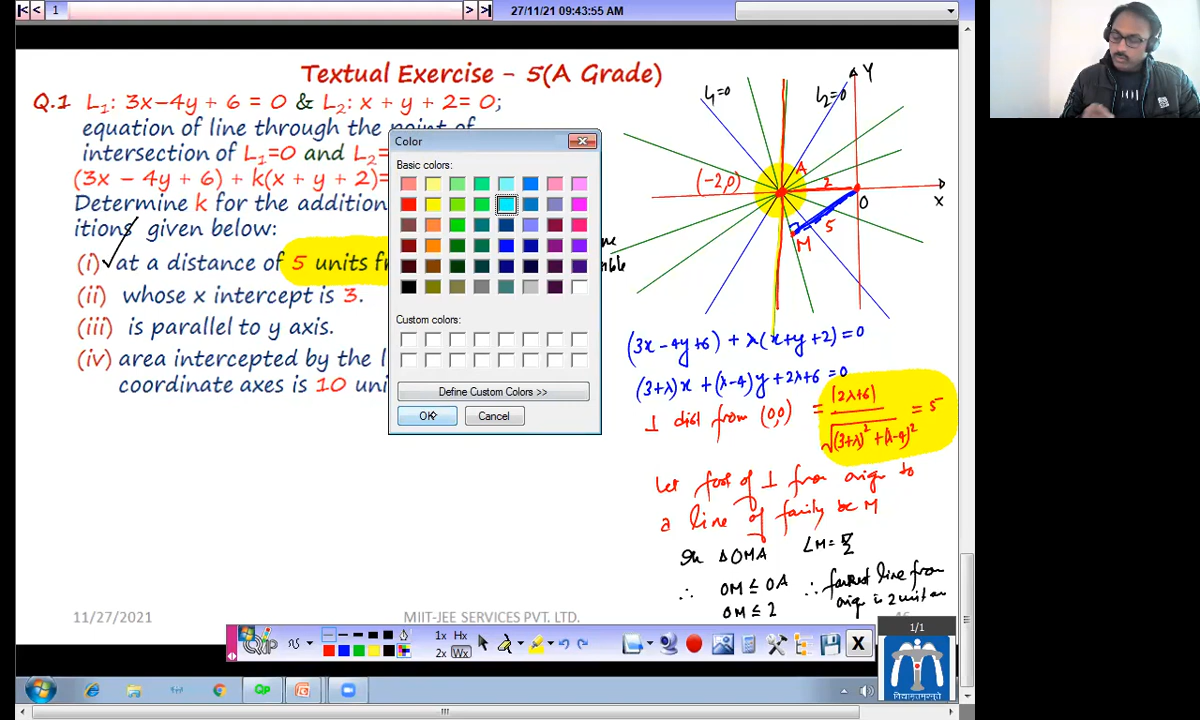 1
27/11/21 09:43:55 AM
Textual Exercise - 5(A Grade)
Q.1 L₁: 3x-4y + 6 = 0 & L₂: x + y + 2= 0;
equation of line through the point of
intersection of L₁=0 and L₂=
(3x - 4y + 6) + k(x + y + 2)=
Determine k for the addition
itions given below:
(i) at a distance of 5 units fr
(ii) whose x intercept is 3.
(iii) is parallel to y axis.
(iv) area intercepted by the l
coordinate axes is 10 uni
Color
Basic colors:
Custom colors:
Define Custom Colors >>
OK
Cancel
L₁=0
L₂=0
Y
A
(-2,0)
2
O
X
5
M
(3x-4y+6) + λ(x+y+2)=0
(3+λ)x + (λ-4)y + 2λ+6 =0
⊥ dist from (0,0) = |2λ+6| / √((3+λ)² + (λ-4)²) = 5
Let foot of ⊥ from origin to
a line of family be M
In ΔOMA ∠M = π/2
∴ OM ≤ OA ∴ farthest line from
OM ≤ 2 origin is 2 unit
11/27/2021
MIIT-JEE SERVICES PVT. LTD.
46
1/1
1x Hx
2x Wx